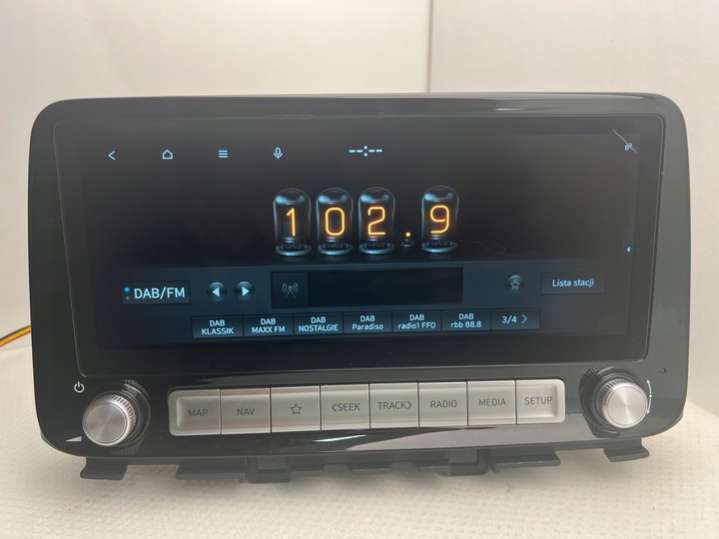 --:--
102.9
DAB/FM
Lista stacji
DAB KLASSIK
DAB MAXX FM
DAB NOSTALGIE
DAB Paradiso
DAB radio1 FFO
DAB rbb 88.8
3/4 >
MAP
NAV
<SEEK
TRACK>
RADIO
MEDIA
SETUP